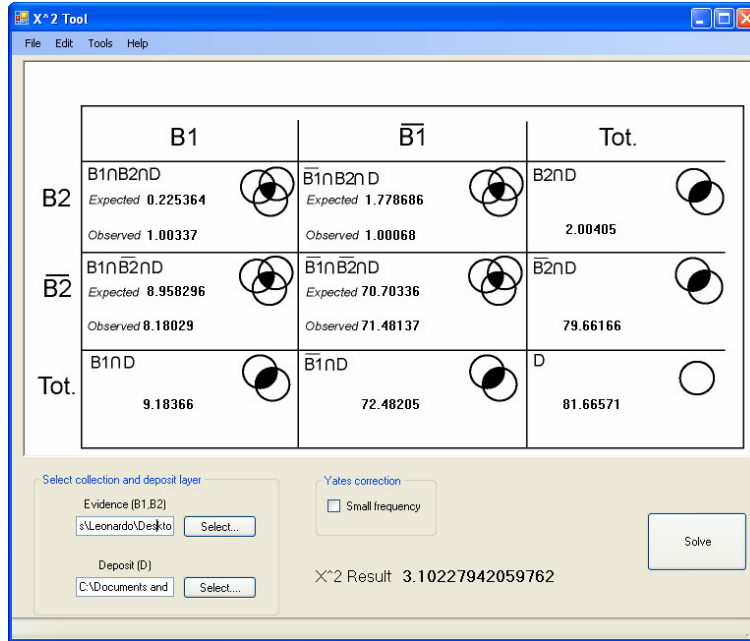 X^2 Tool
File Edit Tools Help
B1 B̅1̅ Tot.
B2
B1∩B2∩D
Expected 0.225364
Observed 1.00337
B̅1∩B2∩D
Expected 1.778686
Observed 1.00068
B2∩D
2.00405
B̅2̅
B1∩B̅2∩D
Expected 8.958296
Observed 8.18029
B̅1∩B̅2∩D
Expected 70.70336
Observed 71.48137
B̅2∩D
79.66166
Tot.
B1∩D
9.18366
B̅1∩D
72.48205
D
81.66571
Select collection and deposit layer
Evidence (B1,B2)
s\Leonardo\Deskto Select...
Deposit (D)
C:\Documents and Select....
Yates correction
Small frequency
X^2 Result 3.10227942059762
Solve